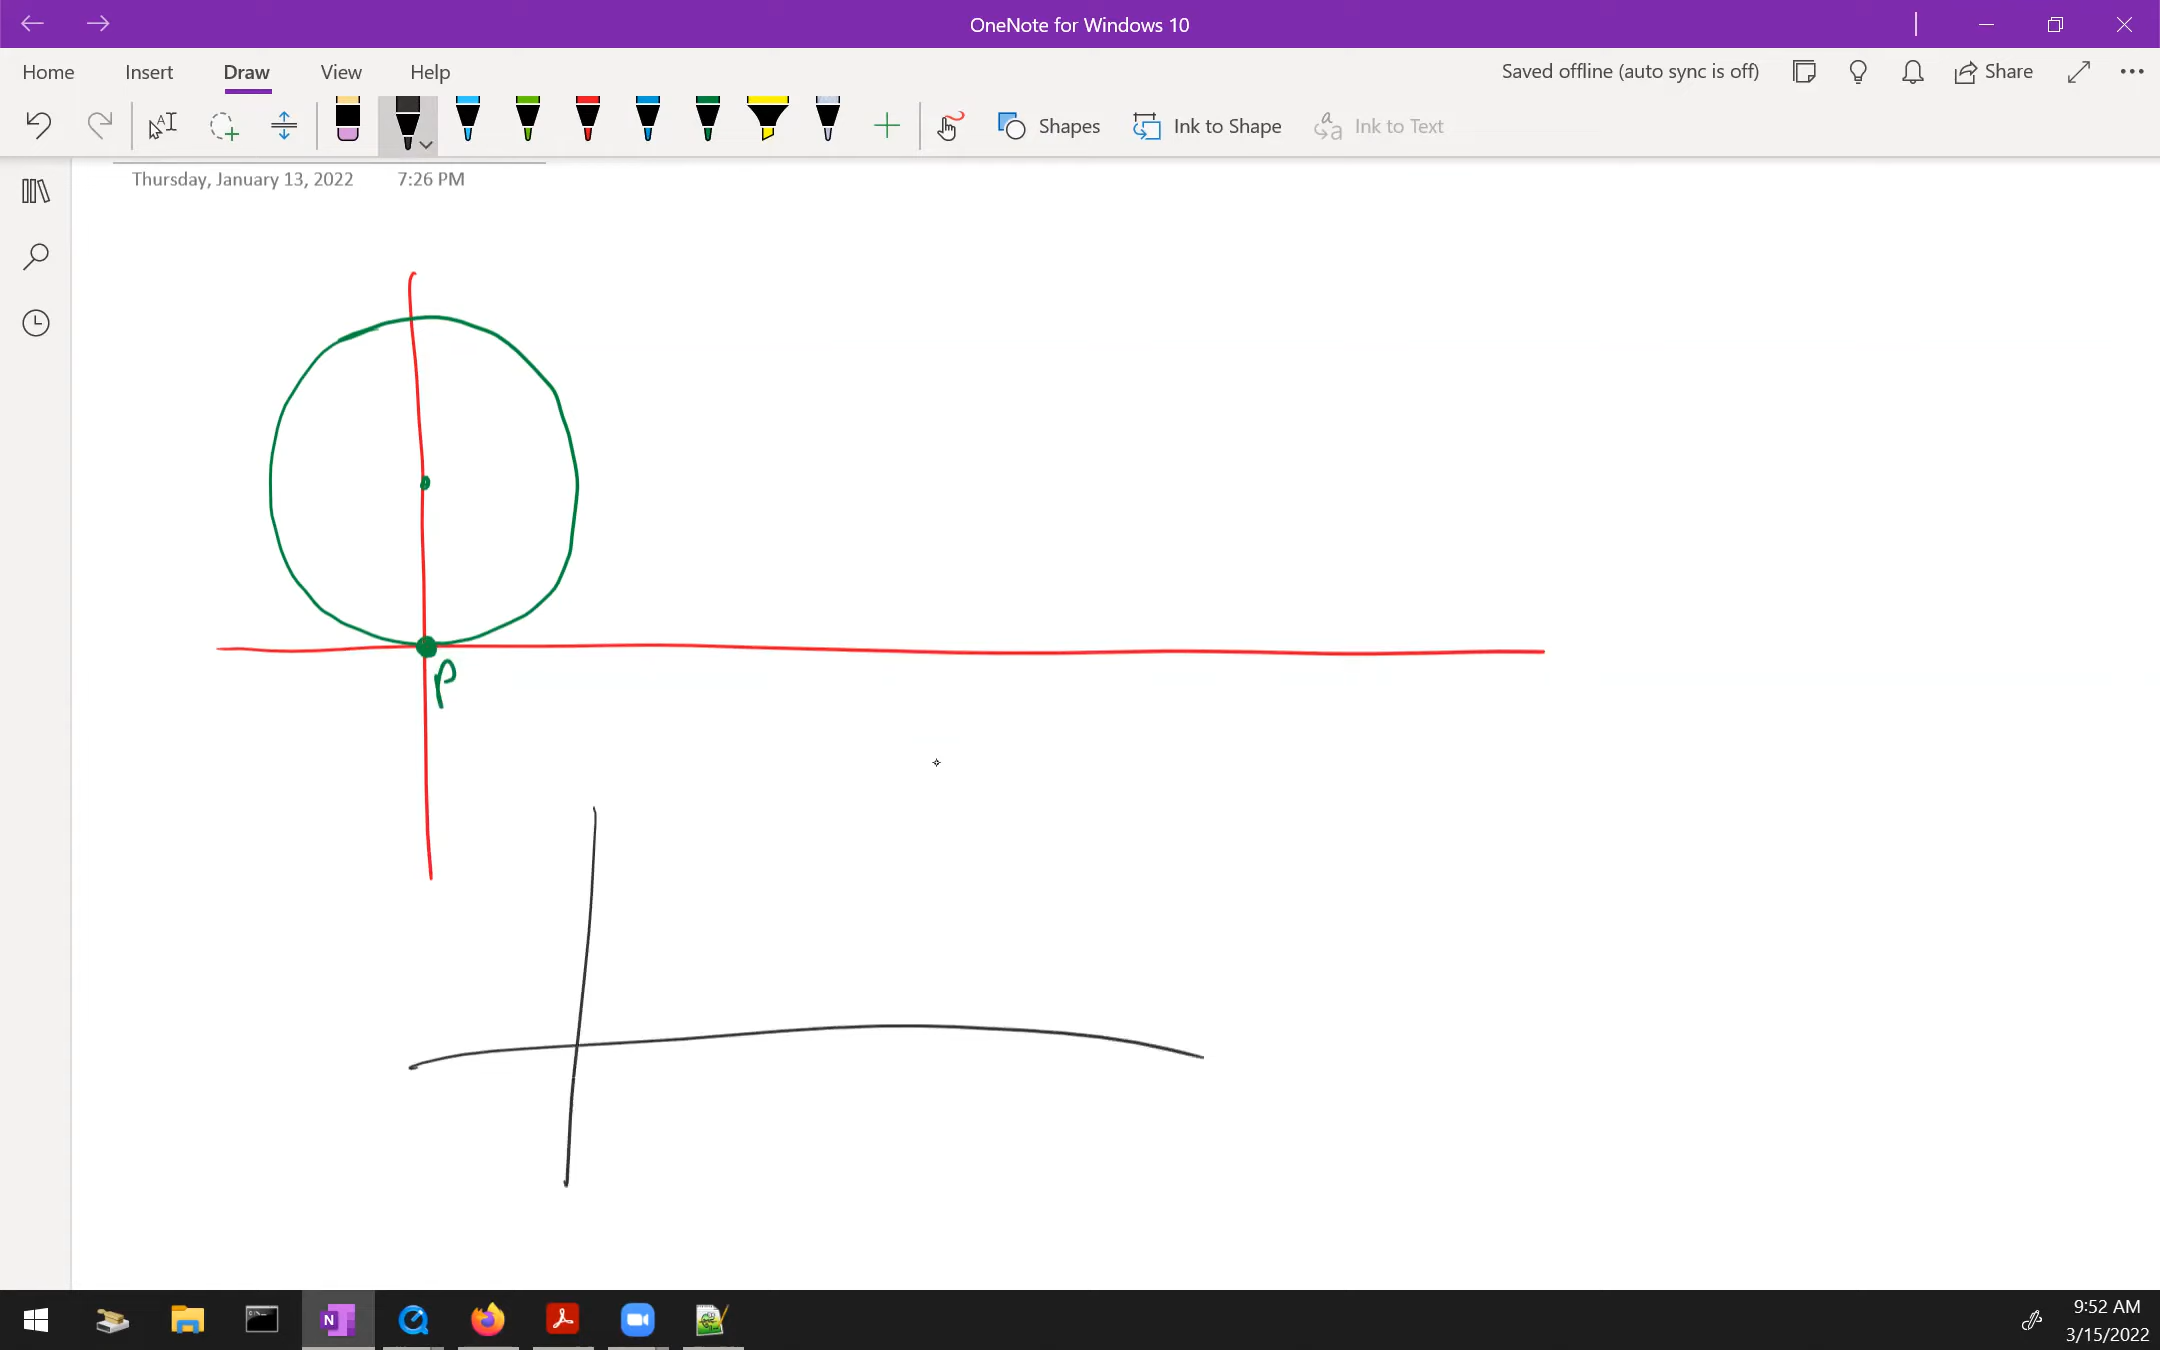 OneNote for Windows 10
Home Insert Draw View Help Saved offline (auto sync is off) Share
Shapes Ink to Shape Ink to Text
Thursday, January 13, 2022 7:26 PM
P
9:52 AM
3/15/2022